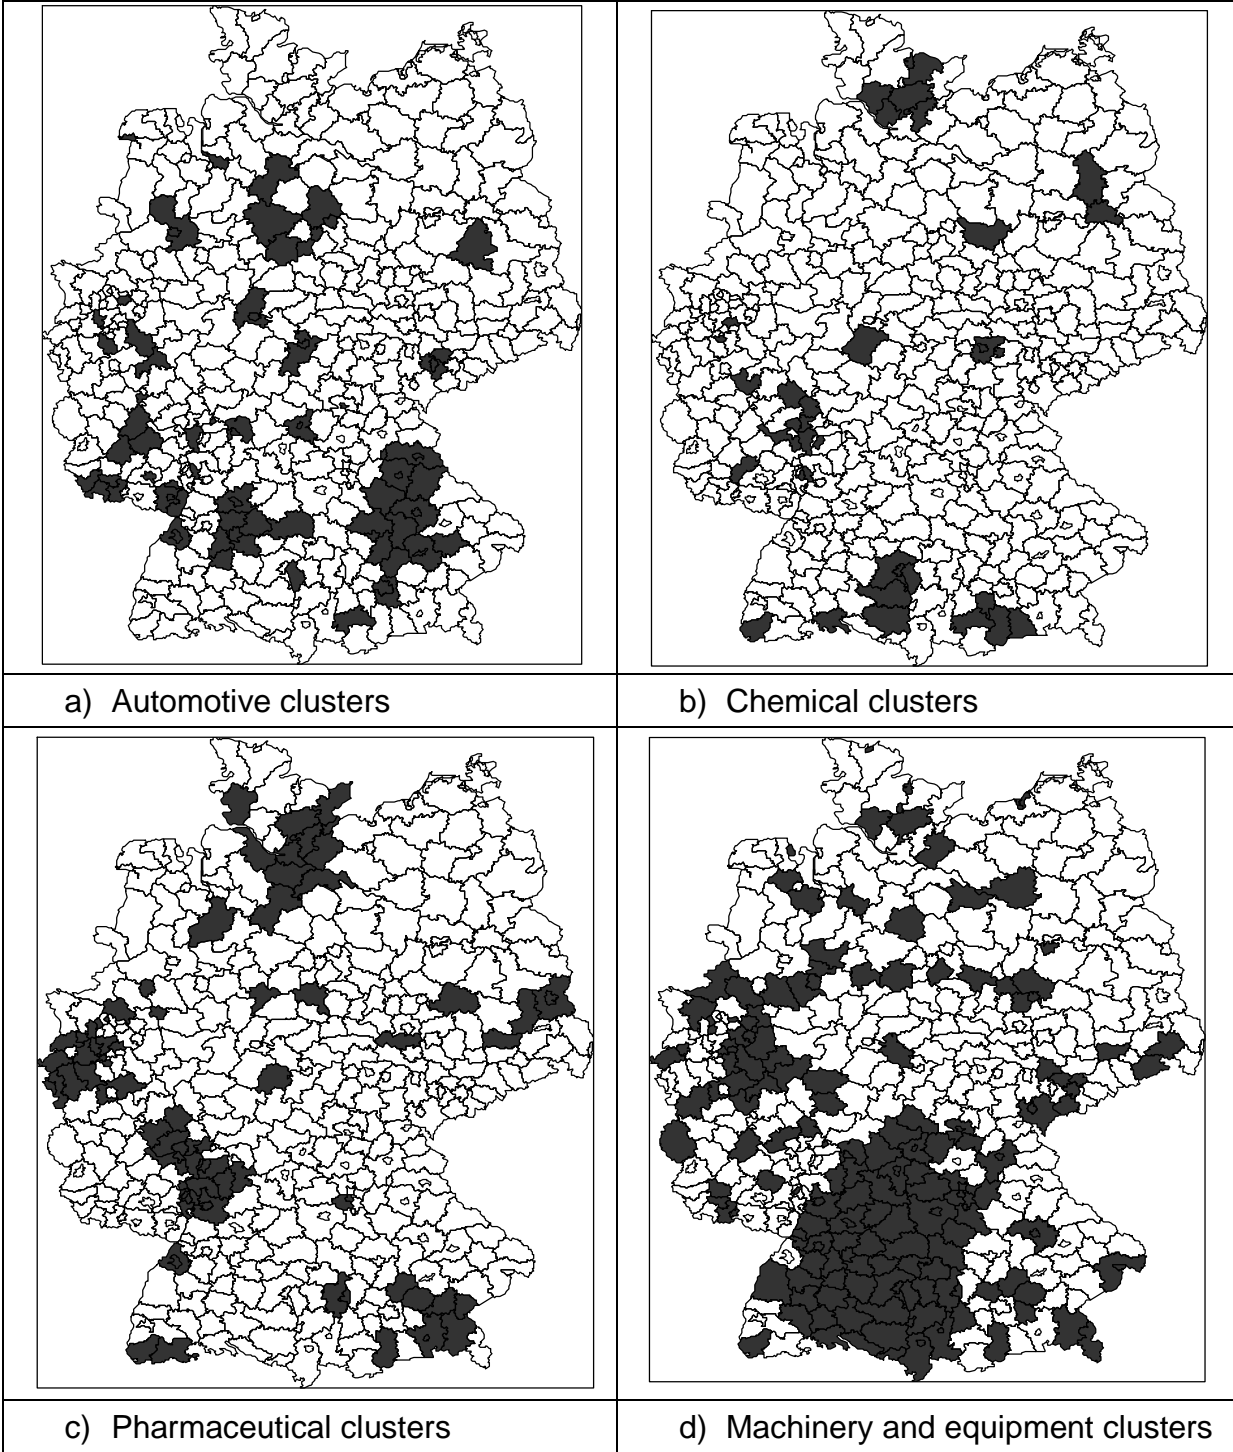 a) Automotive clusters
b) Chemical clusters
c) Pharmaceutical clusters
d) Machinery and equipment clusters